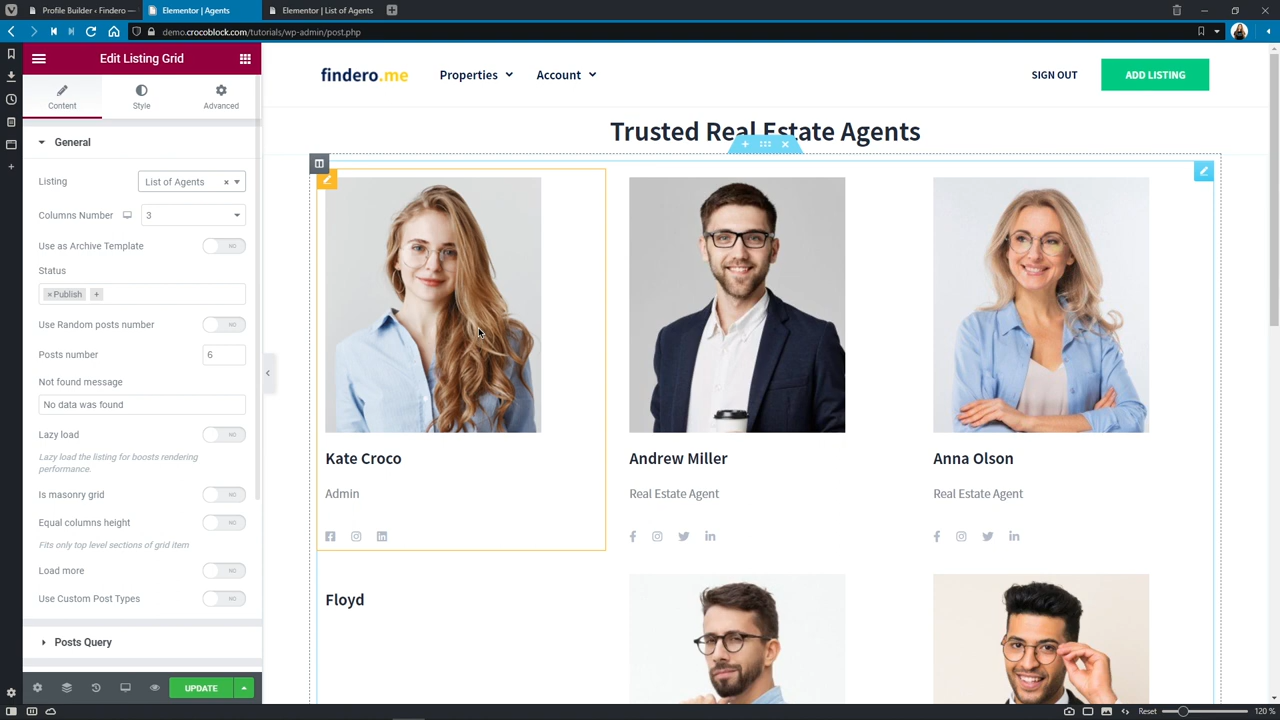 Profile Builder < Findero —
Elementor | Agents
Elementor | List of Agents
demo.crocoblock.com/tutorials/wp-admin/post.php
Edit Listing Grid
Content
Style
Advanced
General
Listing
List of Agents × 
Columns Number
3
Use as Archive Template
NO
Status
×Publish +
Use Random posts number
NO
Posts number
6
Not found message
No data was found
Lazy load
NO
Lazy load the listing for boosts rendering
performance.
Is masonry grid
NO
Equal columns height
NO
Fits only top level sections of grid item
Load more
NO
Use Custom Post Types
NO
Posts Query
UPDATE
findero.me
Properties
Account
SIGN OUT
ADD LISTING
Trusted Real Estate Agents
Kate Croco
Admin
Andrew Miller
Real Estate Agent
Anna Olson
Real Estate Agent
Floyd
Reset
120 %